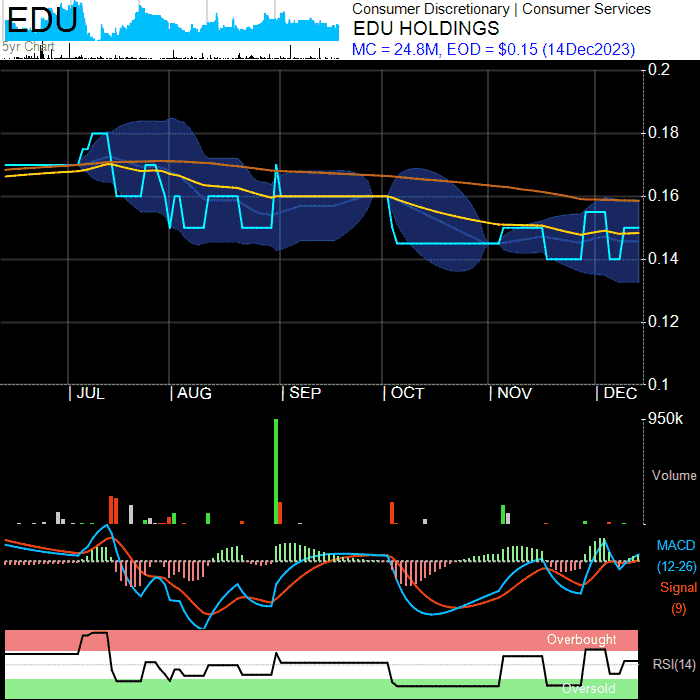 EDU
5yr Chart
Consumer Discretionary | Consumer Services
EDU HOLDINGS
MC = 24.8M, EOD = $0.15 (14Dec2023)
0.2
0.18
0.16
0.14
0.12
0.1
JUL AUG SEP OCT NOV DEC
950k
Volume
MACD
(12-26)
Signal
(9)
Overbought
RSI(14)
Oversold